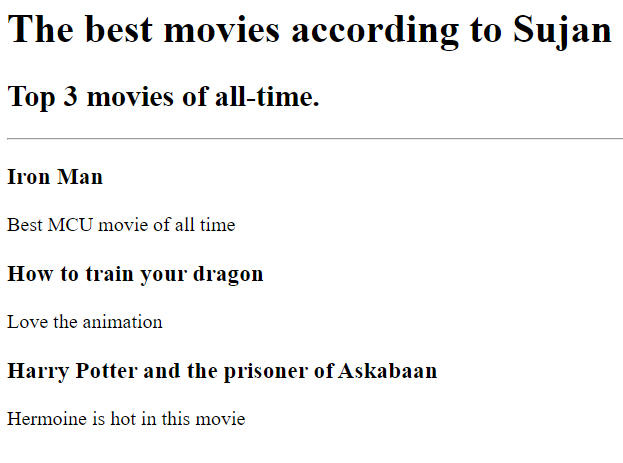 The best movies according to Sujan
Top 3 movies of all-time.
Iron Man
Best MCU movie of all time
How to train your dragon
Love the animation
Harry Potter and the prisoner of Askabaan
Hermoine is hot in this movie